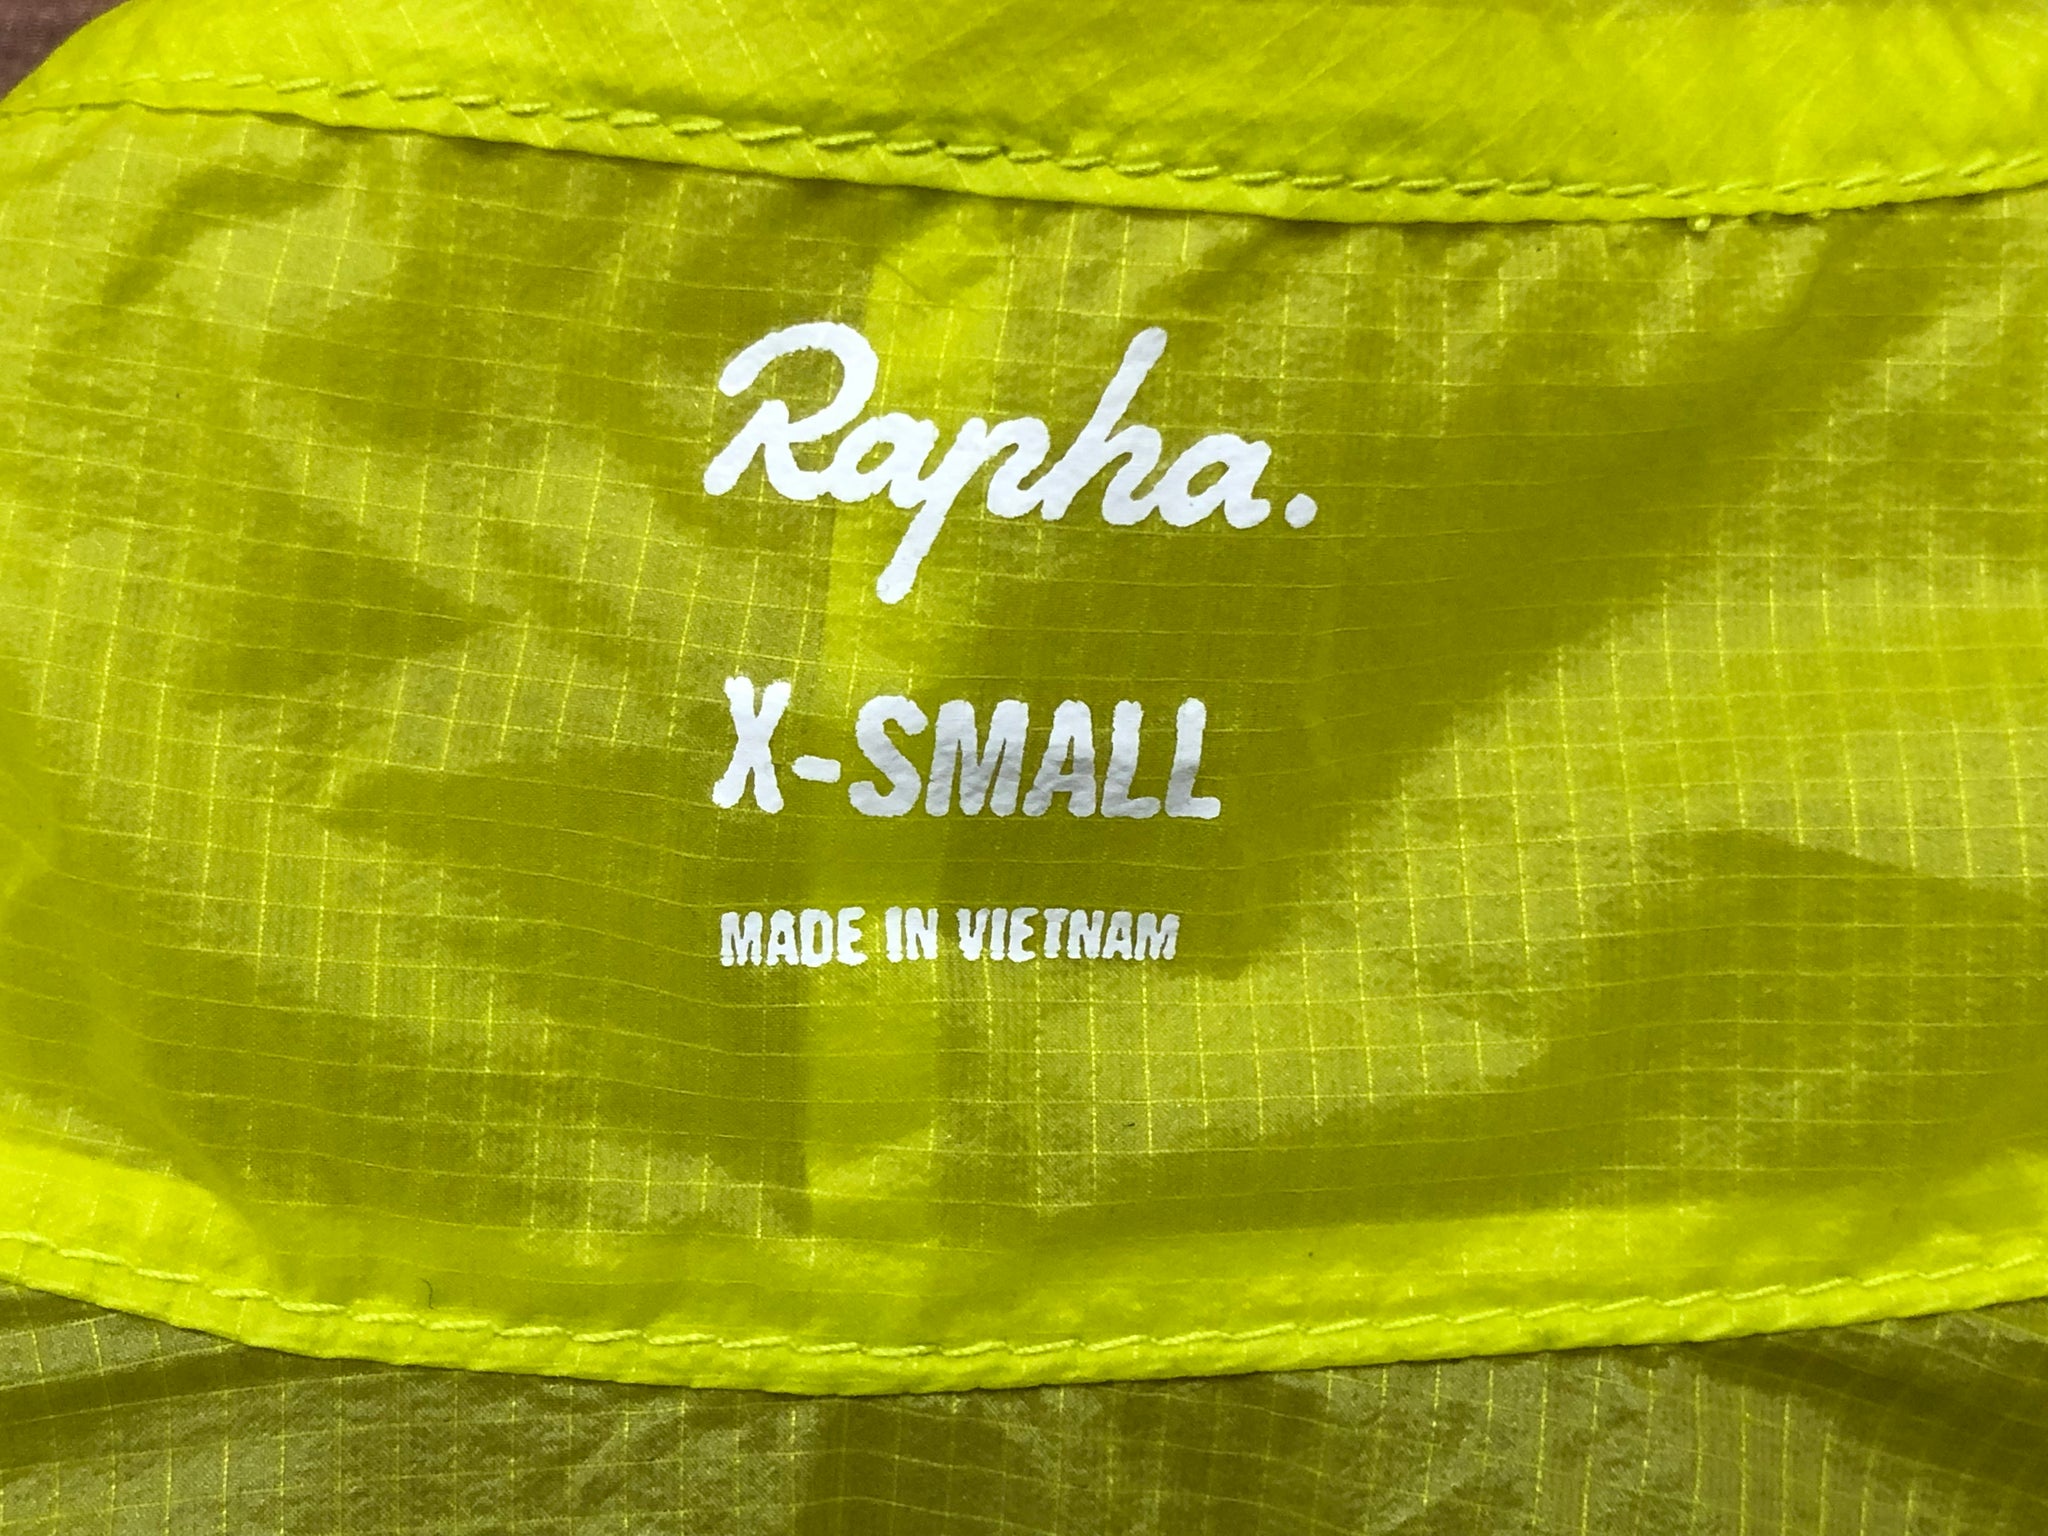 Rapha.
X-SMALL
MADE IN VIETNAM